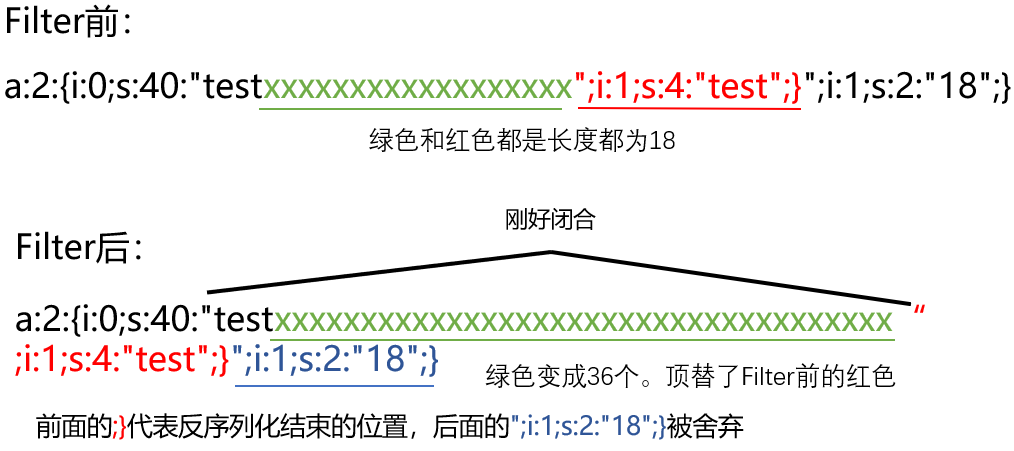 Filter前：
a:2:{i:0;s:40:"testxxxxxxxxxxxxxxxxxx";i:1;s:4:"test";}";i:1;s:2:"18";}
绿色和红色都是长度都为18
刚好闭合
Filter后：
a:2:{i:0;s:40:"testxxxxxxxxxxxxxxxxxxxxxxxxxxxxxxxxxxxx “
;i:1;s:4:"test";}";i:1;s:2:"18";}
绿色变成36个。顶替了Filter前的红色
前面的;}代表反序列化结束的位置，后面的";i:1;s:2:"18";}被舍弃